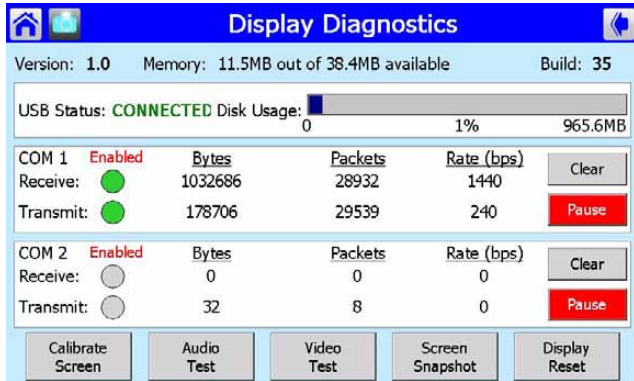 Display Diagnostics
Version: 1.0 Memory: 11.5MB out of 38.4MB available Build: 35
USB Status: CONNECTED Disk Usage:
0 1% 965.6MB
COM 1 Enabled Bytes Packets Rate (bps) Clear
Receive: 1032686 28932 1440
Transmit: 178706 29539 240 Pause
COM 2 Enabled Bytes Packets Rate (bps) Clear
Receive: 0 0 0
Transmit: 32 8 0 Pause
Calibrate Screen
Audio Test
Video Test
Screen Snapshot
Display Reset